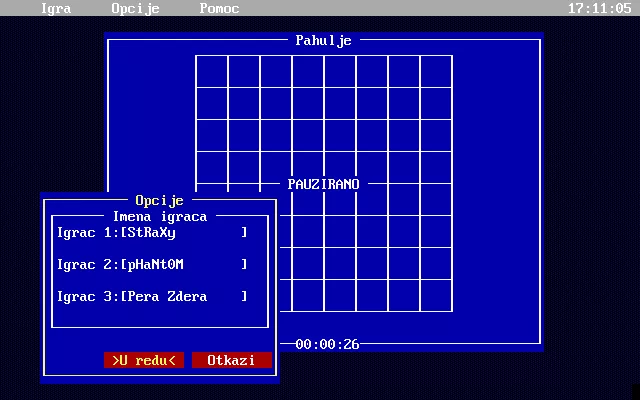 Igra Opcije Pomoc 17:11:05
Pahulje
PAUZIRANO
Opcije
Imena igraca
Igrac 1:[StRaXy ]
Igrac 2:[pHaNtOM ]
Igrac 3:[Pera Zdera ]
>U redu< Otkazi
00:00:26